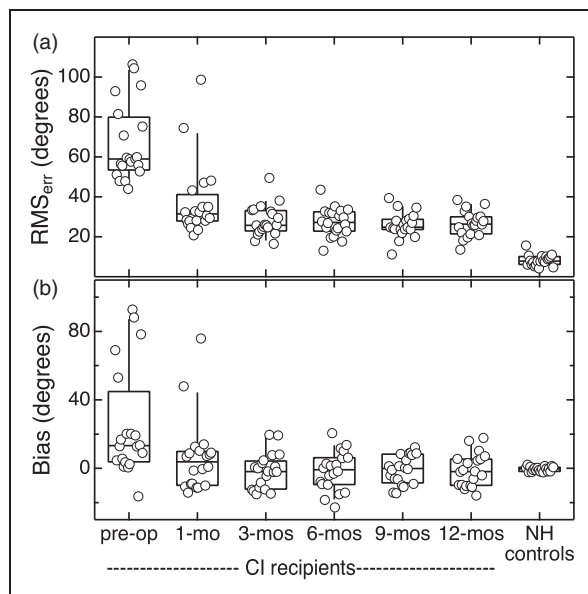 (a)
100
80
60
40
20
RMSerr (degrees)
(b)
80
40
0
Bias (degrees)
pre-op 1-mo 3-mos 6-mos 9-mos 12-mos NH
controls
---------------- CI recipients------------------